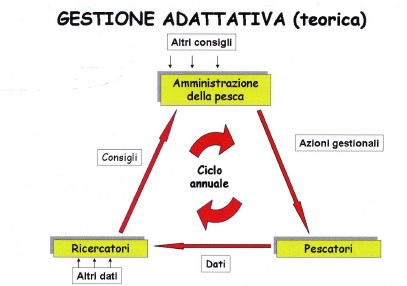 GESTIONE ADATTATIVA (teorica)
Altri consigli
Amministrazione
della pesca
Azioni gestionali
Consigli
Ciclo
annuale
Ricercatori
Pescatori
Dati
Altri dati